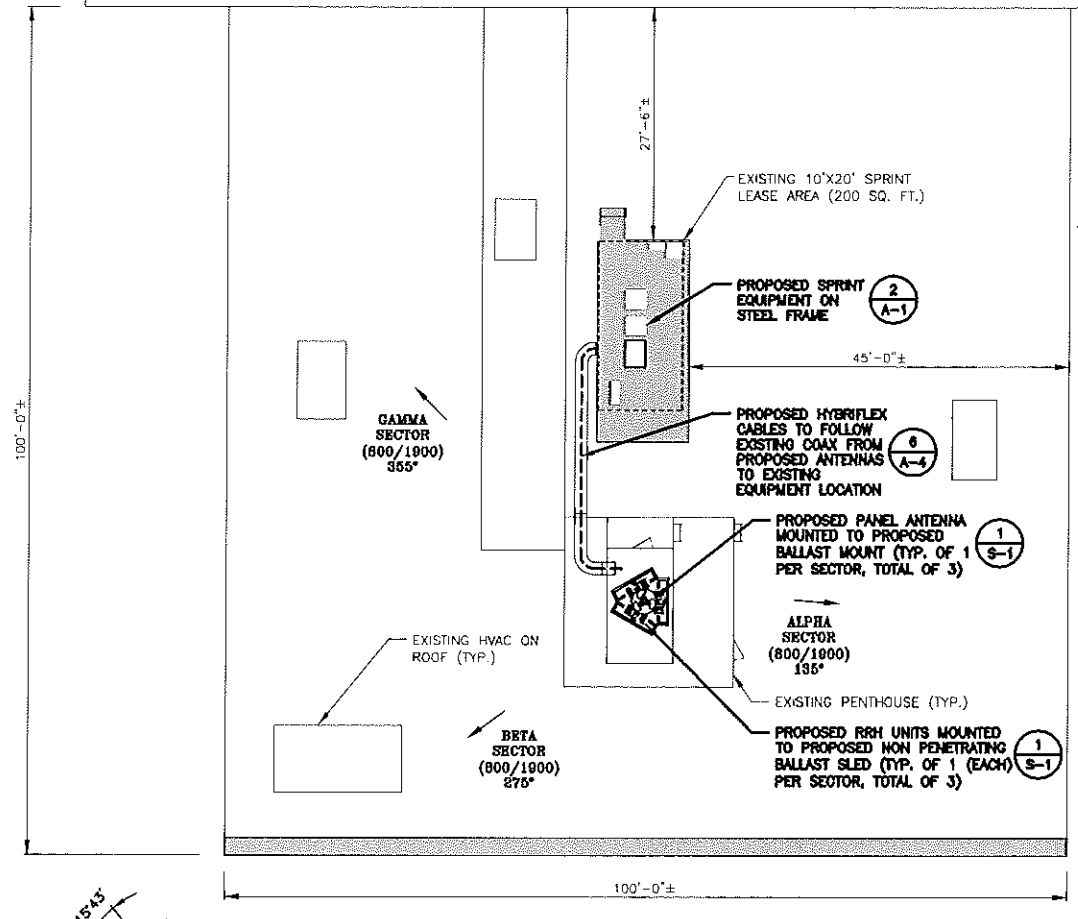 27'-6"±
EXISTING 10'X20' SPRINT
LEASE AREA (200 SQ. FT.)
PROPOSED SPRINT
EQUIPMENT ON
STEEL FRAME
2
A-1
100'-0"±
45'-0"±
GAMMA
SECTOR
(800/1900)
355°
PROPOSED HYBRIFLEX
CABLES TO FOLLOW
EXISTING COAX FROM
PROPOSED ANTENNAS
TO EXISTING
EQUIPMENT LOCATION
6
A-4
PROPOSED PANEL ANTENNA
MOUNTED TO PROPOSED
BALLAST MOUNT (TYP. OF 1
PER SECTOR, TOTAL OF 3)
1
S-1
ALPHA
SECTOR
(800/1900)
135°
EXISTING HVAC ON
ROOF (TYP.)
EXISTING PENTHOUSE (TYP.)
BETA
SECTOR
(800/1900)
275°
PROPOSED RRH UNITS MOUNTED
TO PROPOSED NON PENETRATING
BALLAST SLED (TYP. OF 1 (EACH)
PER SECTOR, TOTAL OF 3)
1
S-1
100'-0"±